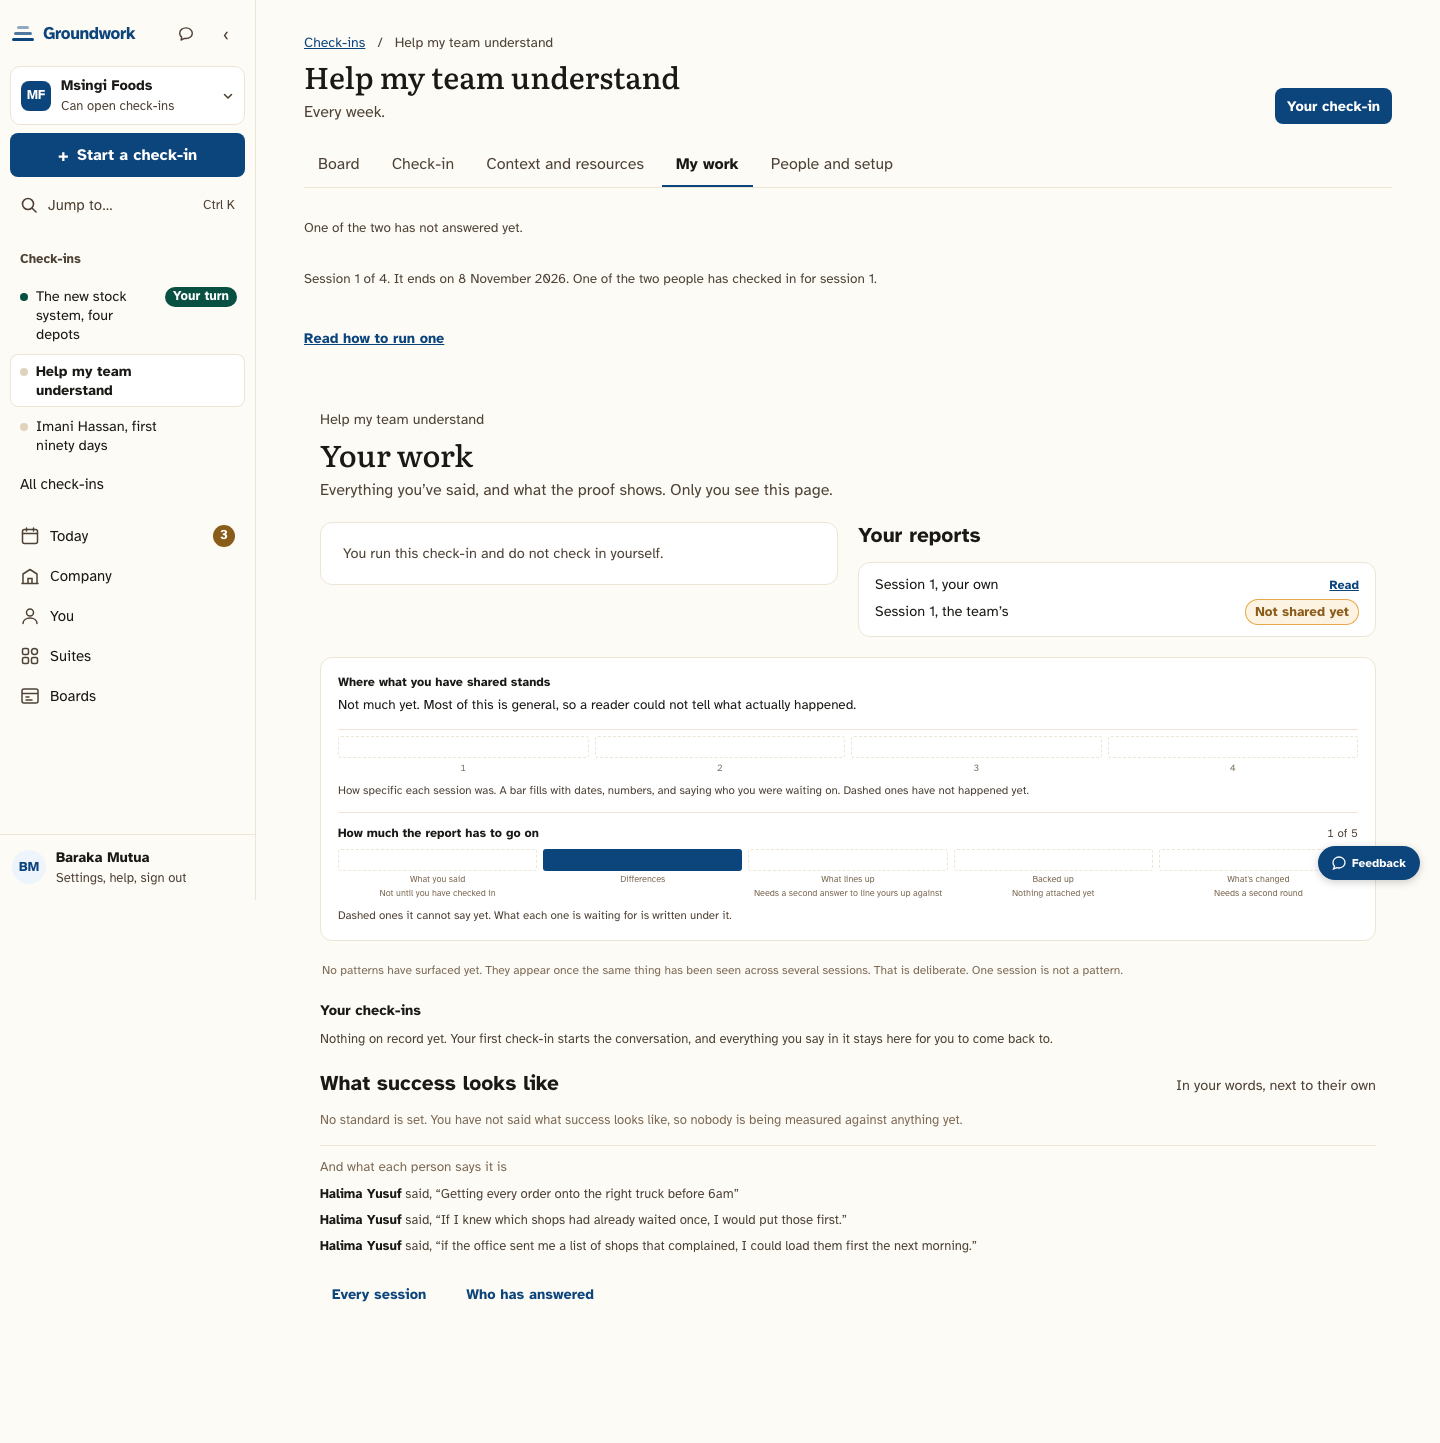 Groundwork
MF
Msingi Foods
Can open check-ins
+ Start a check-in
Jump to...
Ctrl K
Check-ins
The new stock
system, four
depots
Your turn
Help my team
understand
Imani Hassan, first
ninety days
All check-ins
Today
3
Company
You
Suites
Boards
BM
Baraka Mutua
Settings, help, sign out
Check-ins / Help my team understand
Help my team understand
Every week.
Your check-in
Board
Check-in
Context and resources
My work
People and setup
One of the two has not answered yet.
Session 1 of 4. It ends on 8 November 2026. One of the two people has checked in for session 1.
Read how to run one
Help my team understand
Your work
Everything you’ve said, and what the proof shows. Only you see this page.
You run this check-in and do not check in yourself.
Your reports
Session 1, your own
Read
Session 1, the team’s
Not shared yet
Where what you have shared stands
Not much yet. Most of this is general, so a reader could not tell what actually happened.
1
2
3
4
How specific each session was. A bar fills with dates, numbers, and saying who you were waiting on. Dashed ones have not happened yet.
How much the report has to go on
1 of 5
What you said
Not until you have checked in
Differences
What lines up
Needs a second answer to line yours up against
Backed up
Nothing attached yet
What’s changed
Needs a second round
Feedback
Dashed ones it cannot say yet. What each one is waiting for is written under it.
No patterns have surfaced yet. They appear once the same thing has been seen across several sessions. That is deliberate. One session is not a pattern.
Your check-ins
Nothing on record yet. Your first check-in starts the conversation, and everything you say in it stays here for you to come back to.
What success looks like
In your words, next to their own
No standard is set. You have not said what success looks like, so nobody is being measured against anything yet.
And what each person says it is
Halima Yusuf said, “Getting every order onto the right truck before 6am”
Halima Yusuf said, “If I knew which shops had already waited once, I would put those first.”
Halima Yusuf said, “if the office sent me a list of shops that complained, I could load them first the next morning.”
Every session
Who has answered